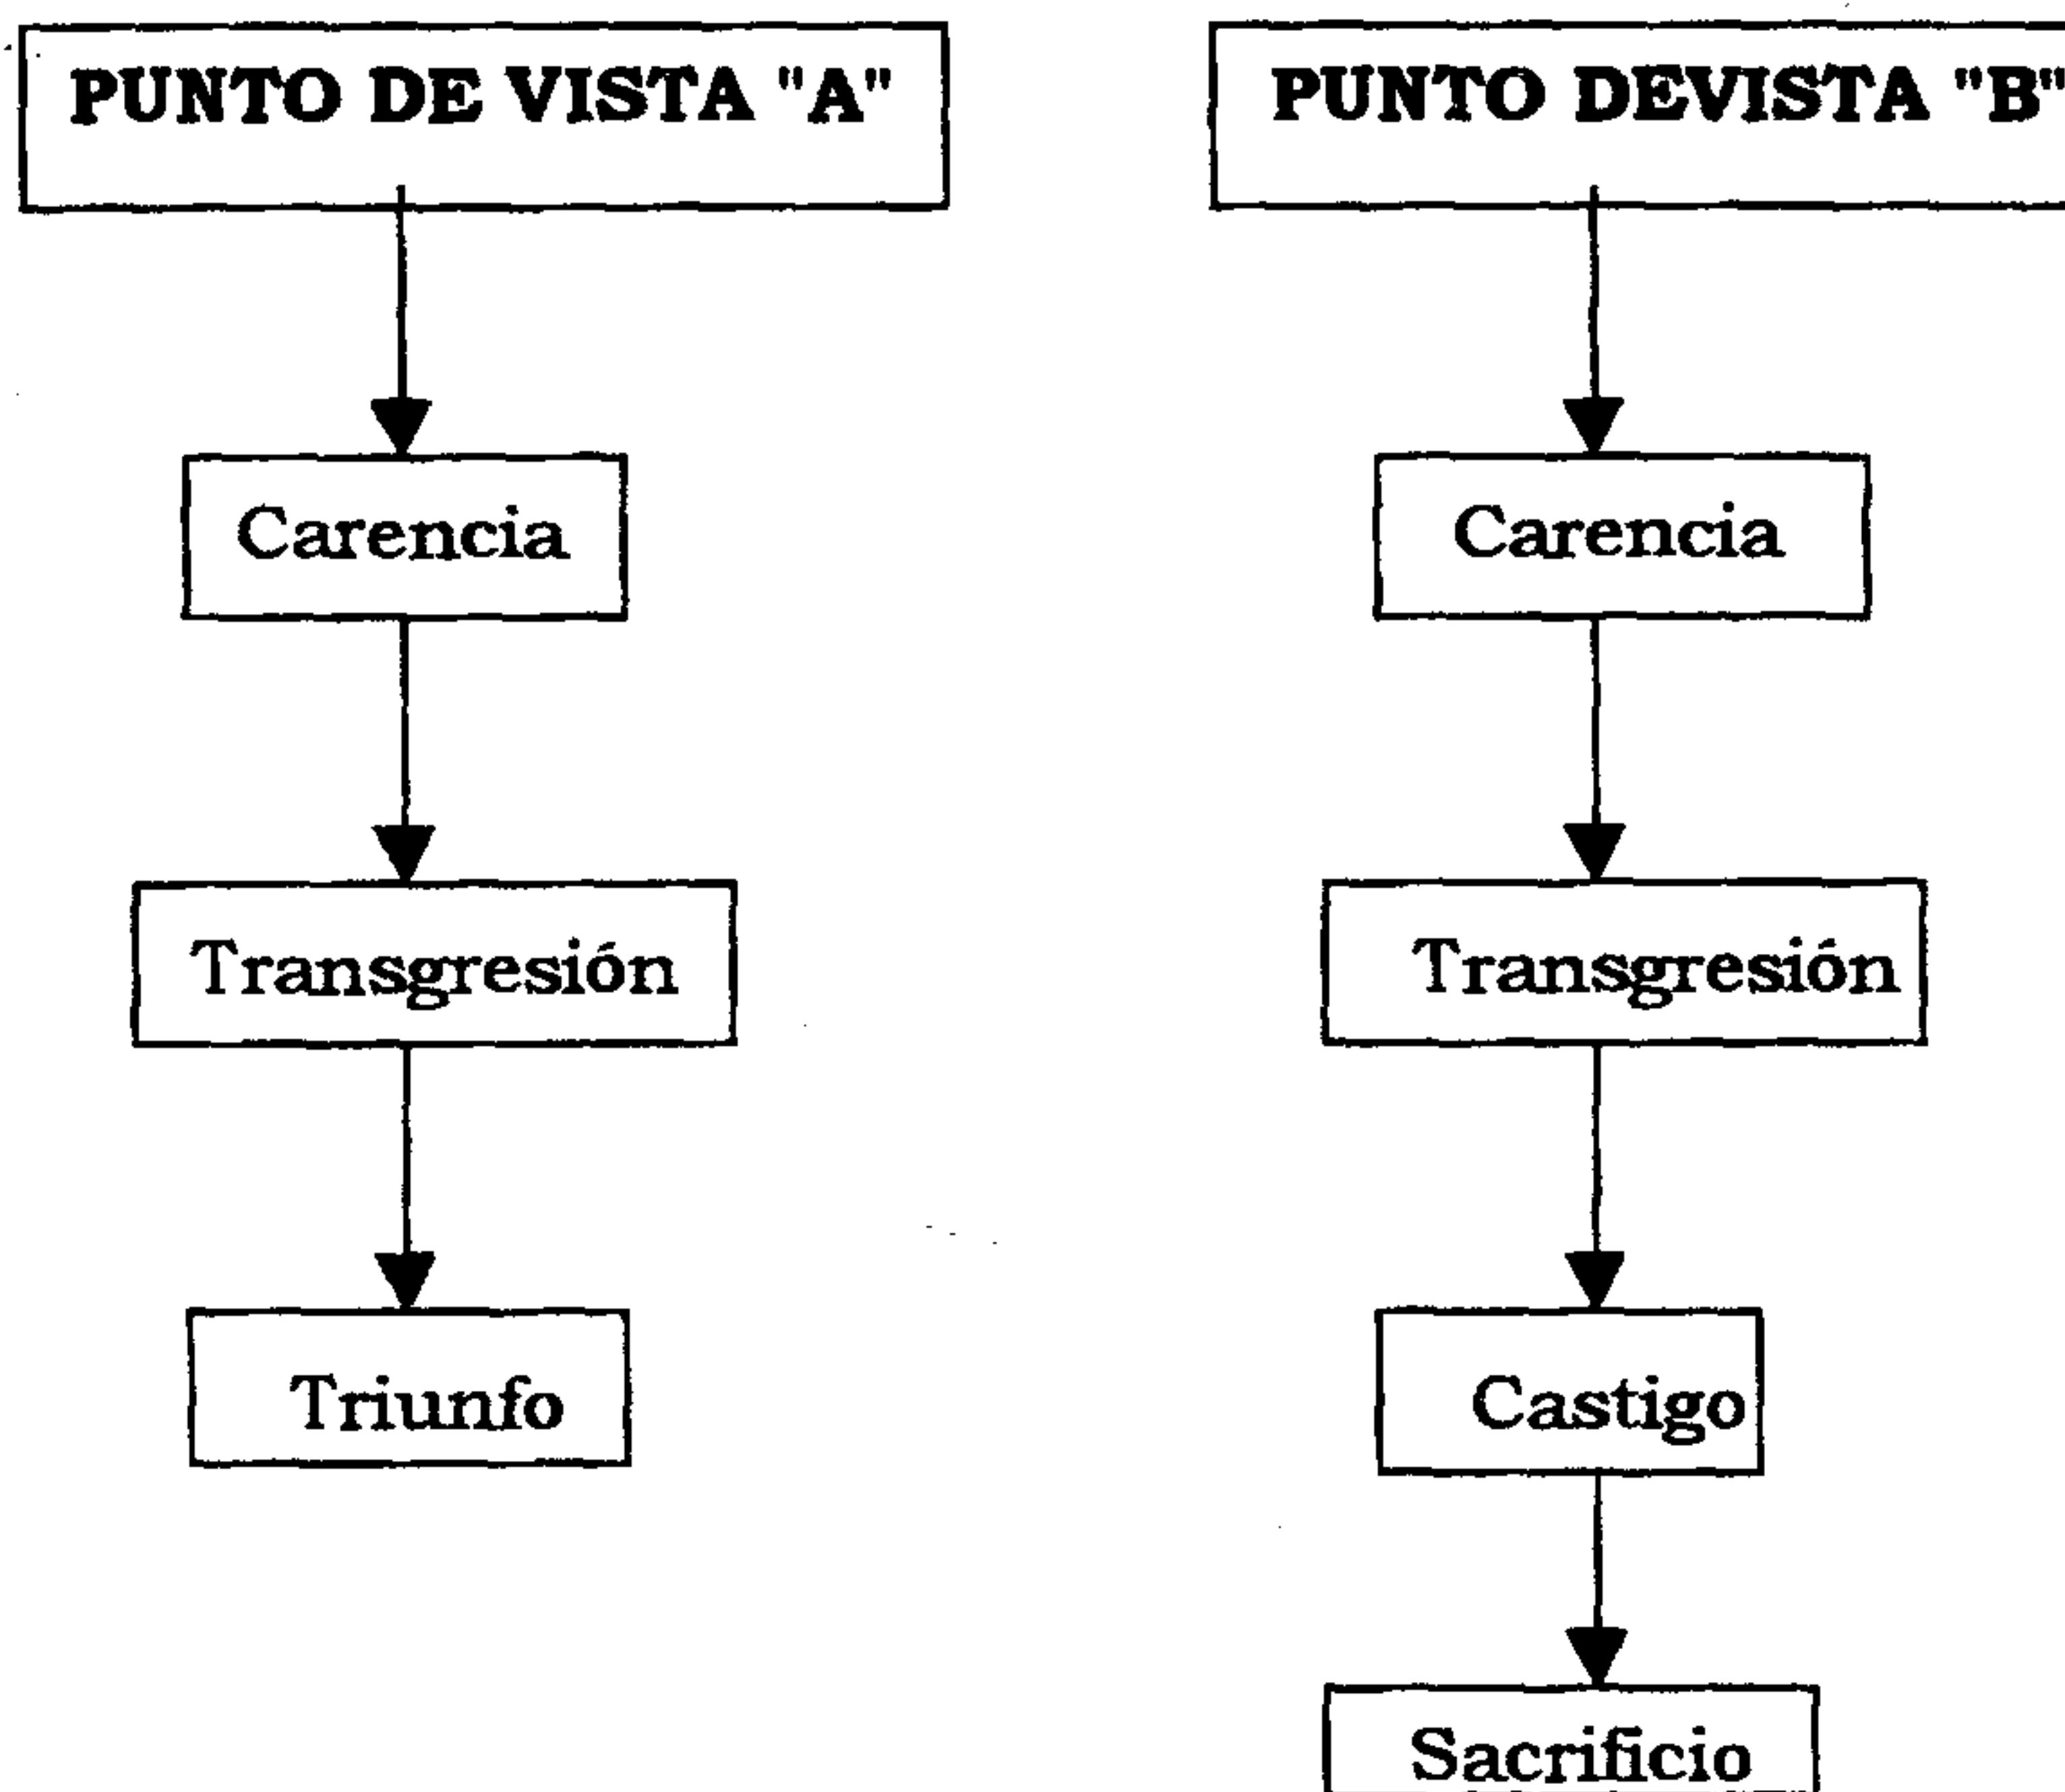 PUNTO DE VISTA "A"
Carencia
Transgresión
Triunfo
PUNTO DEVISTA "B"
Carencia
Transgresión
Castigo
Sacrificio